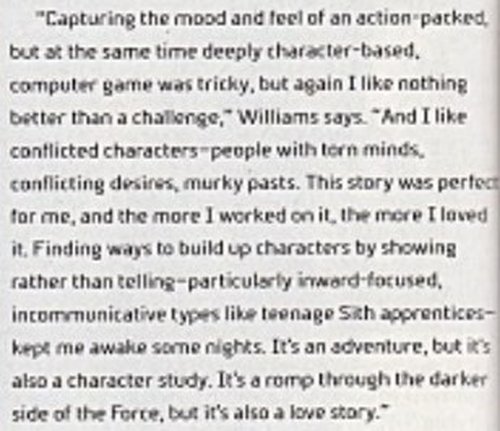 "Capturing the mood and feel of an action-packed,
but at the same time deeply character-based,
computer game was tricky, but again I like nothing
better than a challenge," Williams says. "And I like
conflicted characters–people with torn minds,
conflicting desires, murky pasts. This story was perfect
for me, and the more I worked on it, the more I loved
it. Finding ways to build up characters by showing
rather than telling–particularly inward-focused,
incommunicative types like teenage Sith apprentices–
kept me awake some nights. It's an adventure, but it's
also a character study. It's a romp through the darker
side of the Force, but it's also a love story."